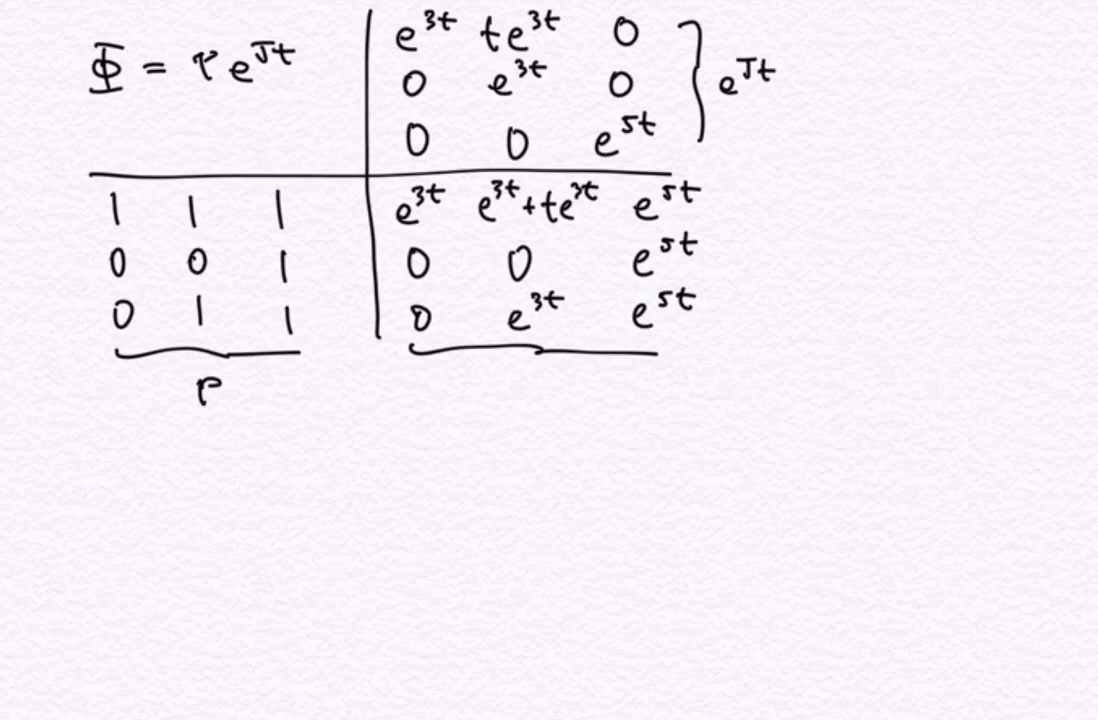 Φ = P e^{Jt}
e^{3t} te^{3t} 0
0 e^{3t} 0
0 0 e^{5t}
e^{Jt}
1 1 1
0 0 1
0 1 1
P
e^{3t} e^{3t}+te^{3t} e^{5t}
0 0 e^{5t}
0 e^{3t} e^{5t}